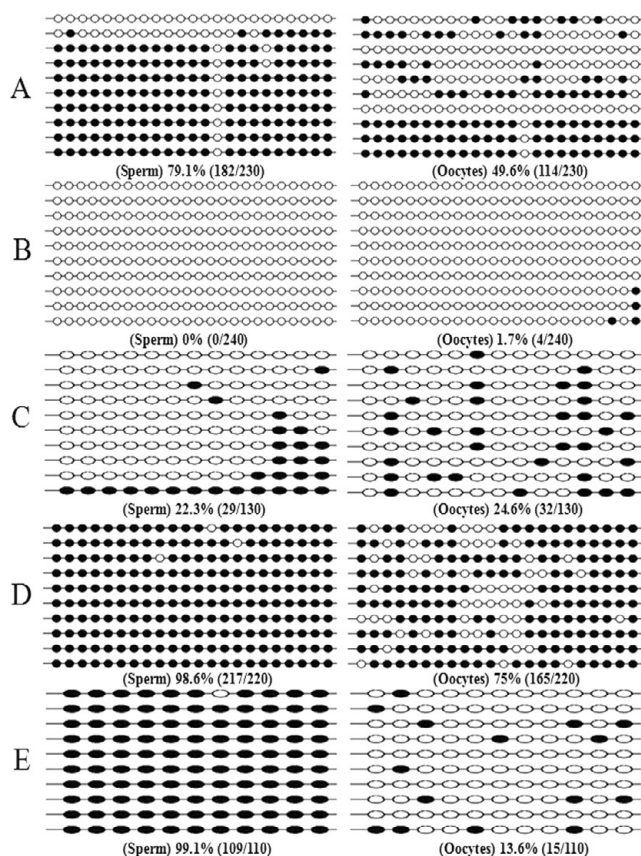 A
(Sperm) 79.1% (182/230)
(Oocytes) 49.6% (114/230)
B
(Sperm) 0% (0/240)
(Oocytes) 1.7% (4/240)
C
(Sperm) 22.3% (29/130)
(Oocytes) 24.6% (32/130)
D
(Sperm) 98.6% (217/220)
(Oocytes) 75% (165/220)
E
(Sperm) 99.1% (109/110)
(Oocytes) 13.6% (15/110)